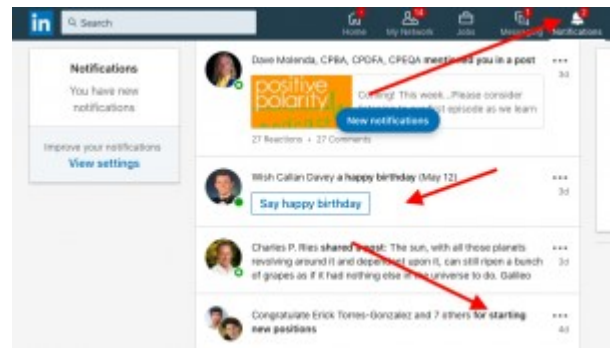 in Search
Home My Network Jobs Messaging Notifications
Notifications
You have new
notifications
Improve your notifications
View settings
Dave Molenda, CPBA, CPDFA, CPEQA mentioned you in a post
3d
positive
polarity
podcast
Coming! This week...Please consider
first episode as we learn
New notifications
27 Reactions • 27 Comments
Wish Callan Davey a happy birthday (May 12)
3d
Say happy birthday
Charles P. Ries shared a post: The sun, with all those planets
3d
revolving around it and dependent upon it, can still ripen a bunch
of grapes as if it had nothing else in the universe to do. Galileo
Congratulate Erick Torres-Gonzalez and 7 others for starting
4d
new positions